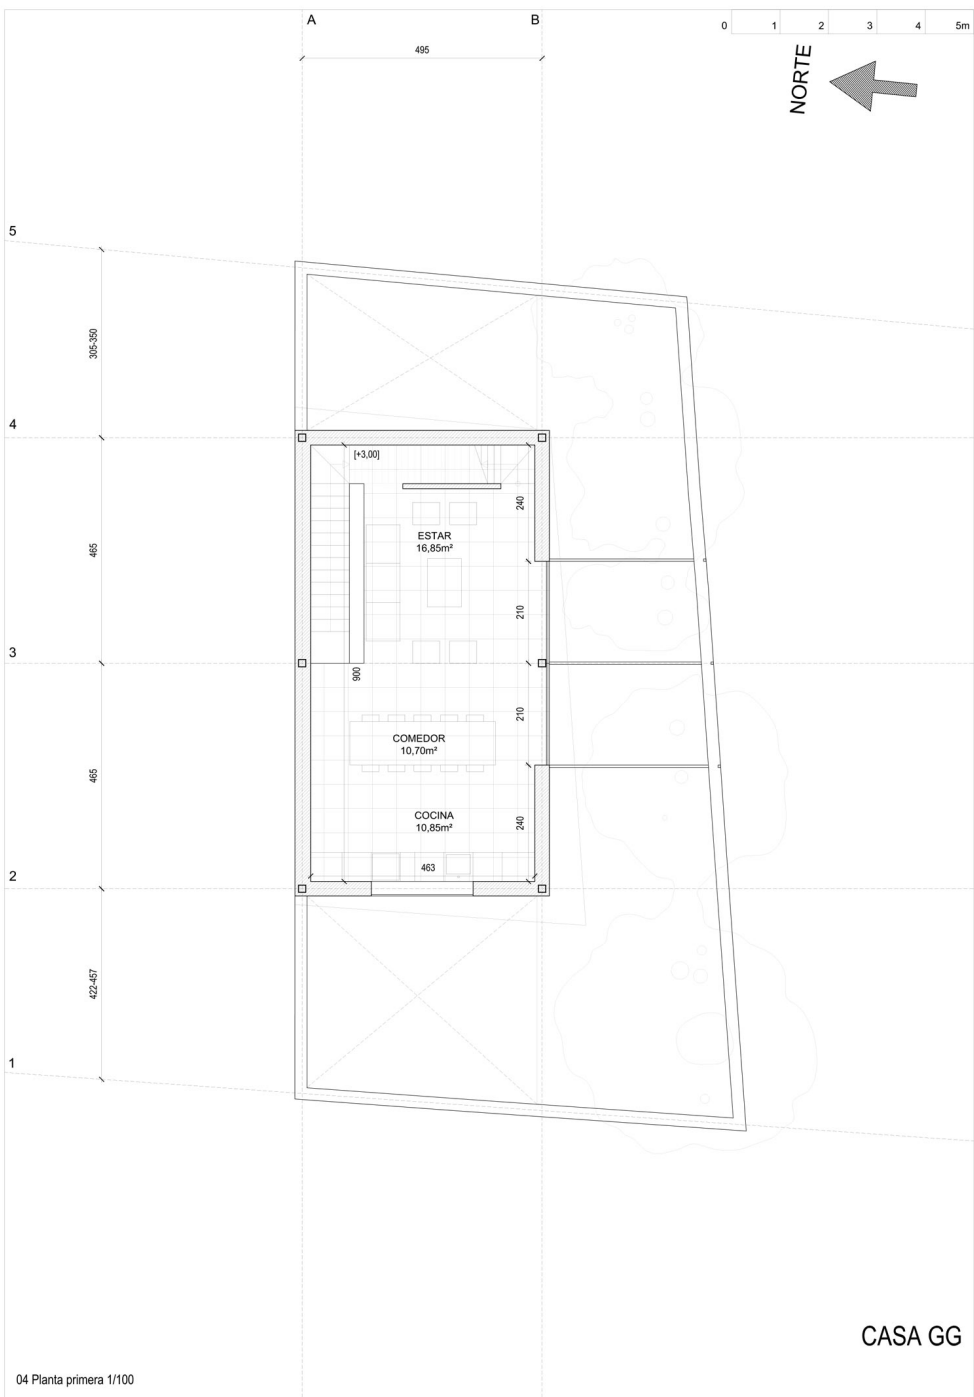 A
B
0 1 2 3 4 5m
495
NORTE
5
305-350
4
[+3,00]
240
ESTAR
16,85m²
465
210
3
900
210
COMEDOR
10,70m²
465
COCINA
10,85m²
240
463
2
422-457
1
CASA GG
04 Planta primera 1/100